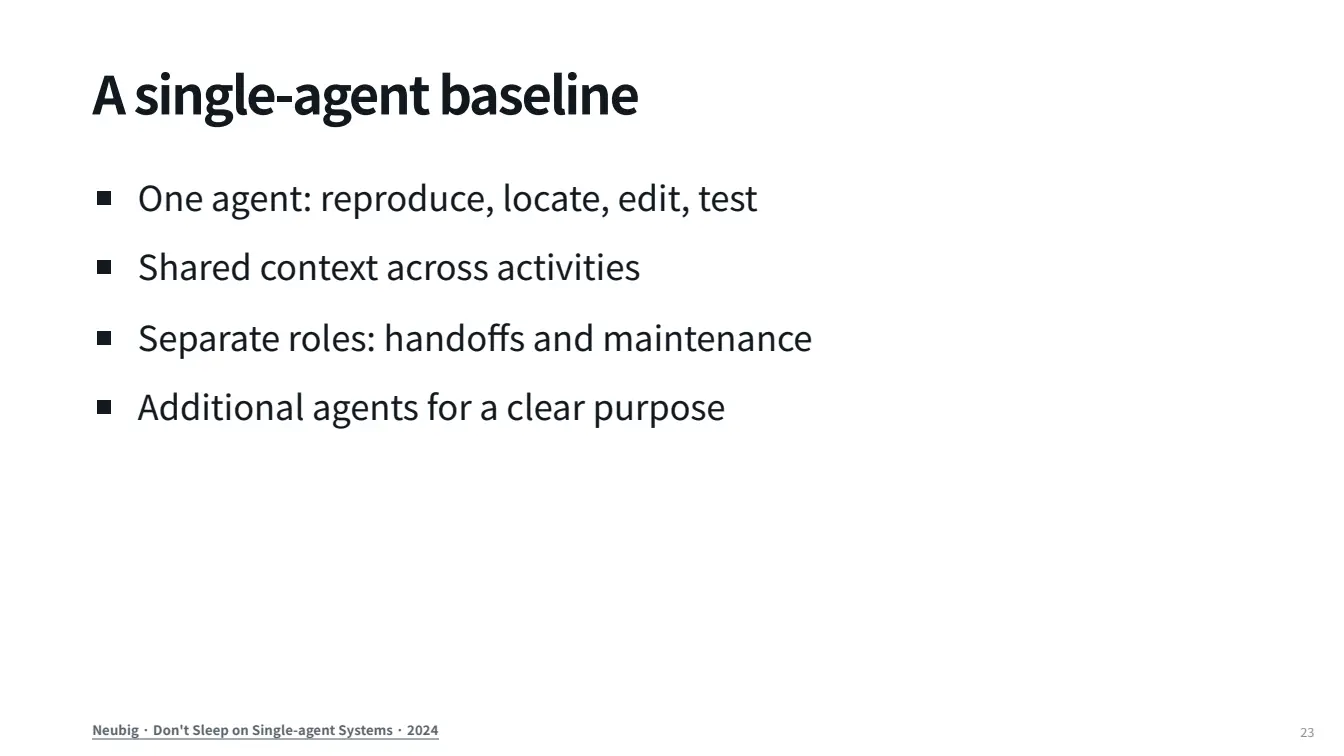 A single-agent baseline
▪ One agent: reproduce, locate, edit, test
▪ Shared context across activities
▪ Separate roles: handoffs and maintenance
▪ Additional agents for a clear purpose
Neubig · Don't Sleep on Single-agent Systems · 2024
23